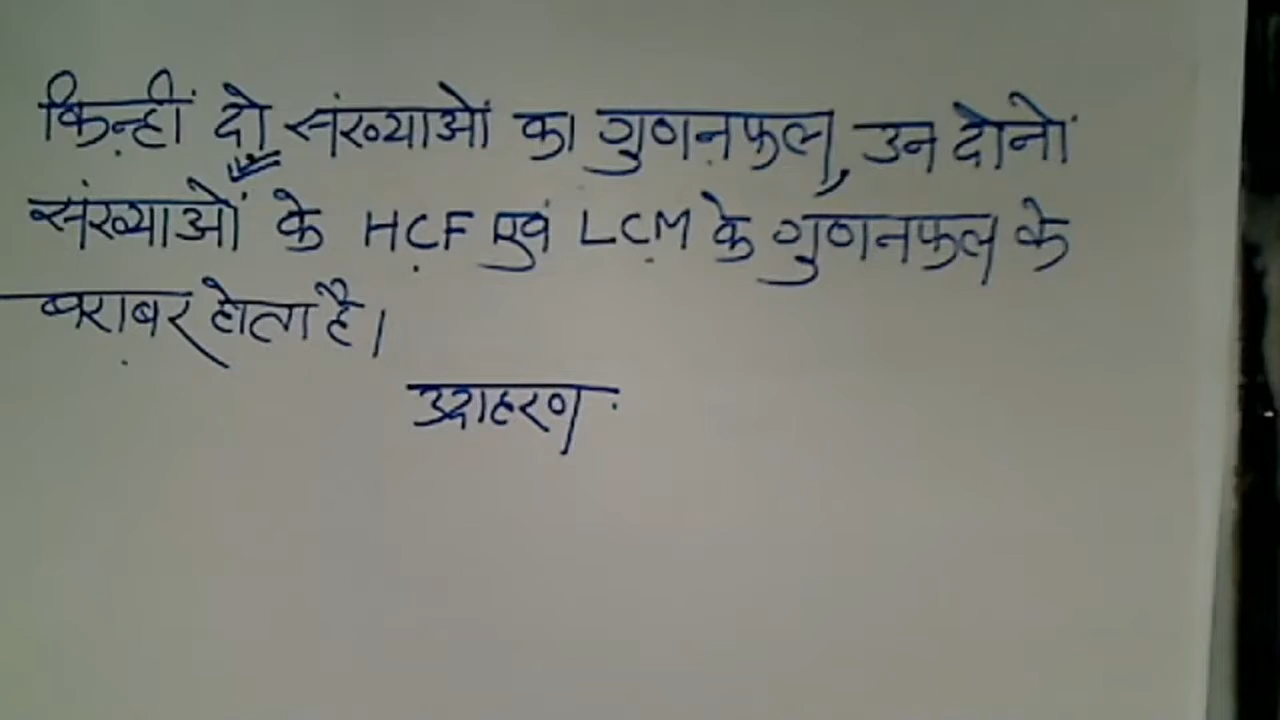 किन्हीं दो संख्याओं का गुणनफल, उन दोनों
संख्याओं के HCF एवं LCM के गुणनफल के
बराबर होता है।
उदाहरण